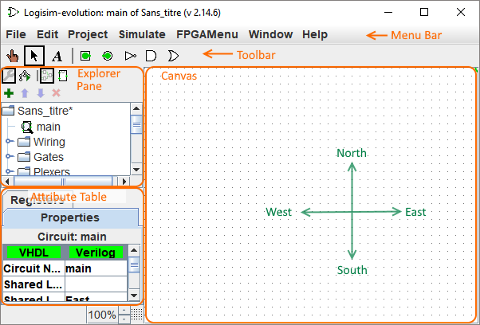 Logisim-evolution: main of Sans_titre (v 2.14.6)
File Edit Project Simulate FPGAMenu Window Help
Menu Bar
A
Toolbar
Explorer
Pane
Canvas
Sans_titre*
main
Wiring
Gates
Plexers
Registers
Attribute Table
Properties
Circuit: main
VHDL Verilog
Circuit N... main
Shared L...
Shared L... East
100%
North
West East
South